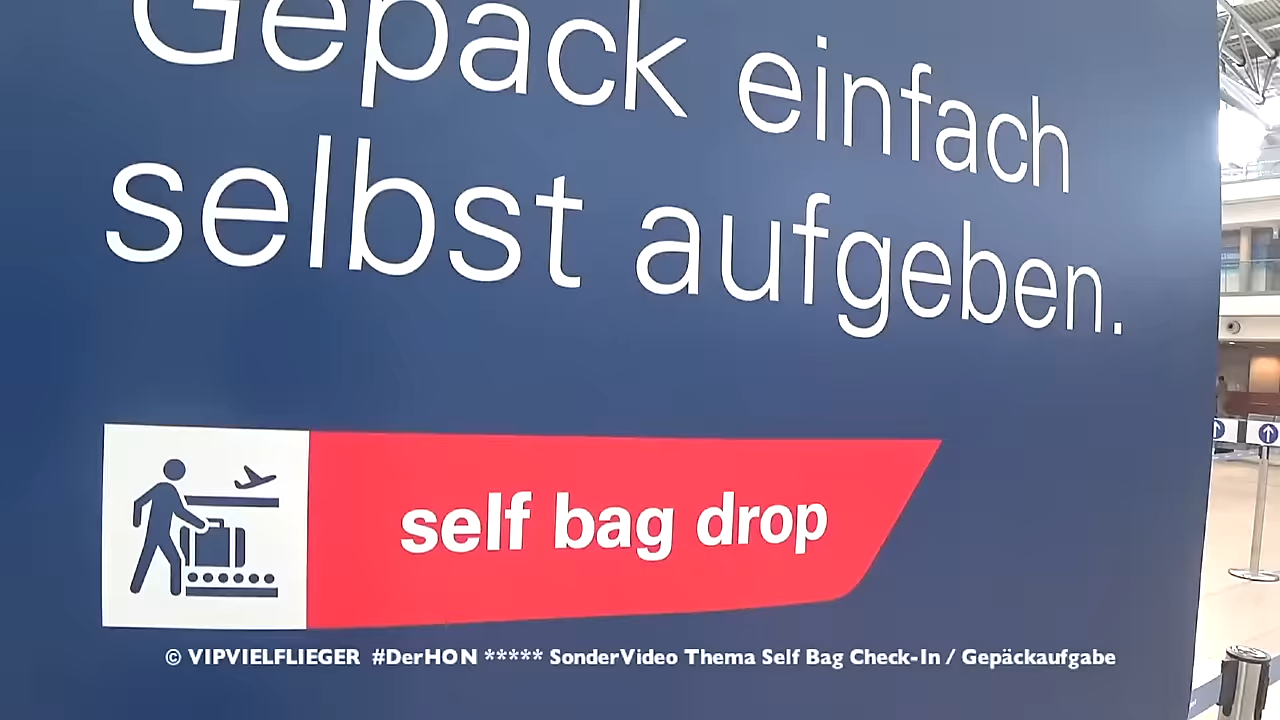 Gepäck einfach
selbst aufgeben.
self bag drop
© VIPVIELFLIEGER #DerHON ***** SonderVideo Thema Self Bag Check-In / Gepäckaufgabe